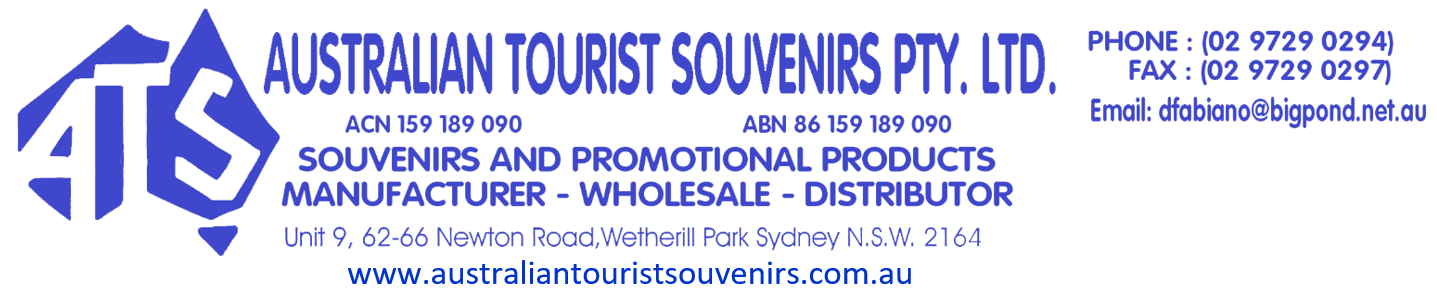 ATS
AUSTRALIAN TOURIST SOUVENIRS PTY. LTD.
ACN 159 189 090 ABN 86 159 189 090
SOUVENIRS AND PROMOTIONAL PRODUCTS
MANUFACTURER - WHOLESALE - DISTRIBUTOR
Unit 9, 62-66 Newton Road,Wetherill Park Sydney N.S.W. 2164
www.australiantouristsouvenirs.com.au
PHONE : (02 9729 0294)
FAX : (02 9729 0297)
Email: dfabiano@bigpond.net.au